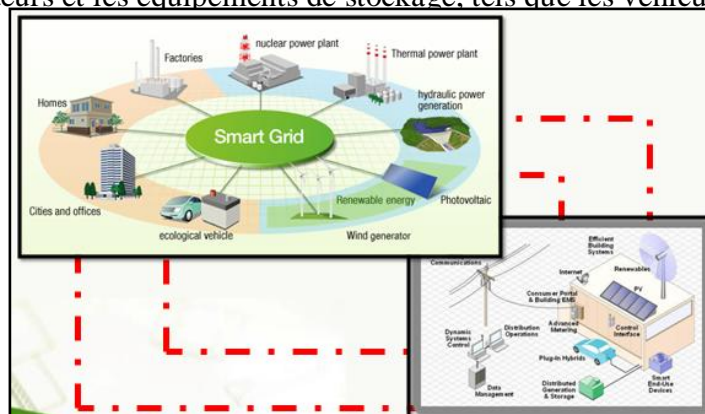 eurs et les équipements de stockage, tels que les véhicu
nuclear power plant
Factories
Thermal power plant
hydraulic power
generation
Homes
Smart Grid
Renewable energy
Photovoltaic
Cities and offices
ecological vehicle
Wind generator
Efficient
Building
Systems
Communications
Internet
Renewables
PV
Consumer Portal
& Building EMS
Advanced
Metering
Control
Interface
Dynamic
Systems
Control
Distribution
Operations
Plug-In Hybrids
Data
Management
Distributed
Generation
& Storage
Smart
End-Use
Devices